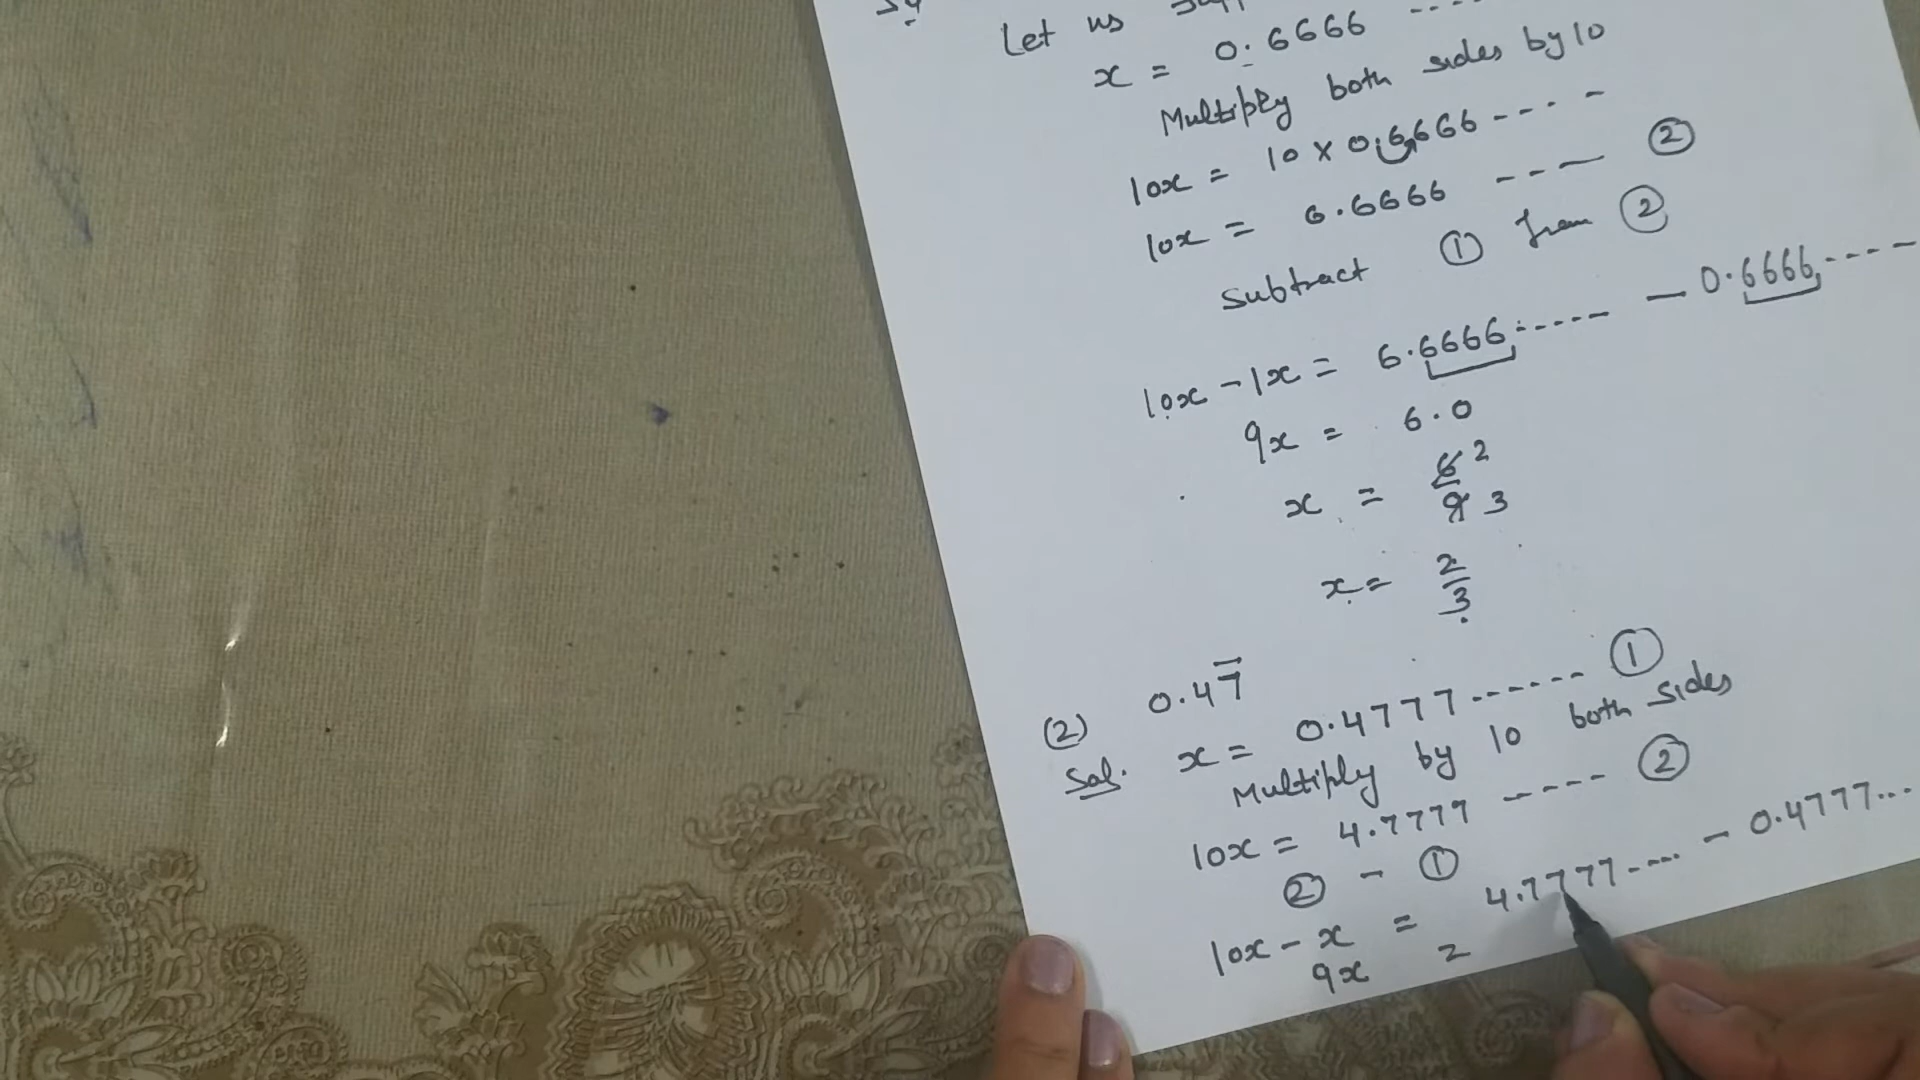 Let us
x = 0.6666 ----
Multiply both sides by 10
10x = 10 x 0.6666 ----
10x = 6.6666 ---- ②
Subtract ① from ②
10x - 1x = 6.6666 ----- - 0.6666 ----
9x = 6.0
x = 6/9 2/3
x = 2/3
(2) 0.47̅
Sol. x = 0.4777 ------ ①
Multiply by 10 both sides
10x = 4.7777 ----- ②
② - ①
10x - x = 4.7777 ---- - 0.4777...
9x =